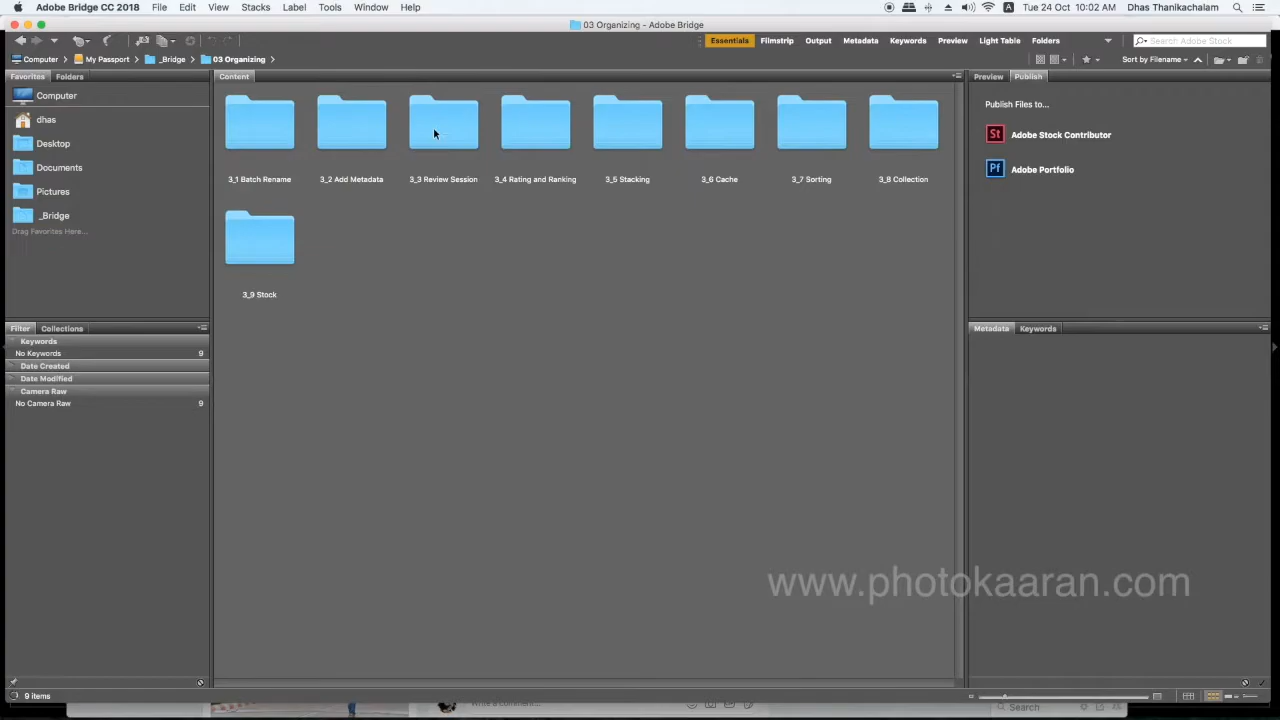 Adobe Bridge CC 2018 File Edit View Stacks Label Tools Window Help Tue 24 Oct 10:02 AM Dhas Thanikachalam
03 Organizing - Adobe Bridge
Essentials Filmstrip Output Metadata Keywords Preview Light Table Folders Search Adobe Stock
Computer My Passport _Bridge 03 Organizing Sort by Filename
Favorites Folders
Computer
dhas
Desktop
Documents
Pictures
_Bridge
Drag Favorites Here...
Filter Collections
Keywords
No Keywords 9
Date Created
Date Modified
Camera Raw
No Camera Raw 9
Content
3_1 Batch Rename 3_2 Add Metadata 3_3 Review Session 3_4 Rating and Ranking 3_5 Stacking 3_6 Cache 3_7 Sorting 3_8 Collection
3_9 Stock
Preview Publish
Publish Files to...
St Adobe Stock Contributor
Pf Adobe Portfolio
Metadata Keywords
www.photokaaran.com
9 items
Write a comment...
Search